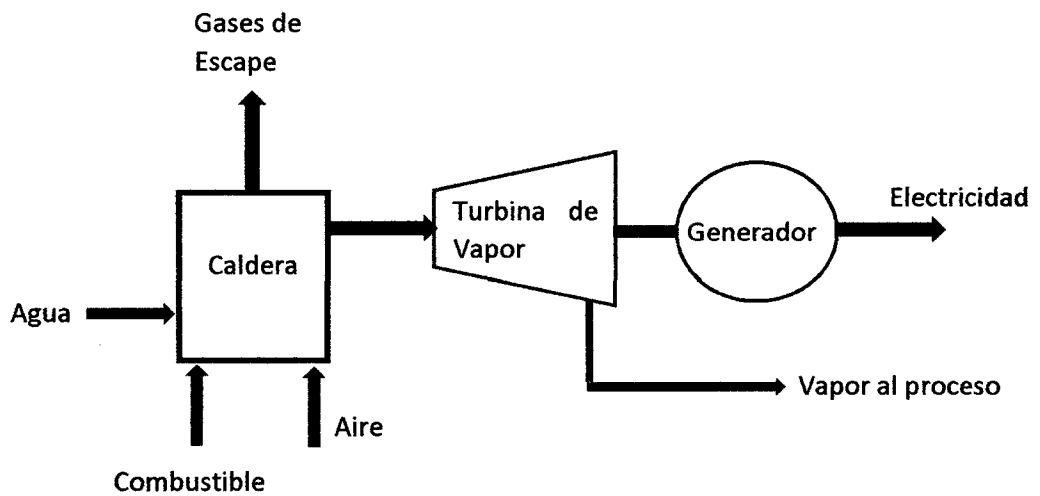 Gases de
Escape
Turbina de
Vapor
Generador
Electricidad
Caldera
Agua
Vapor al proceso
Aire
Combustible